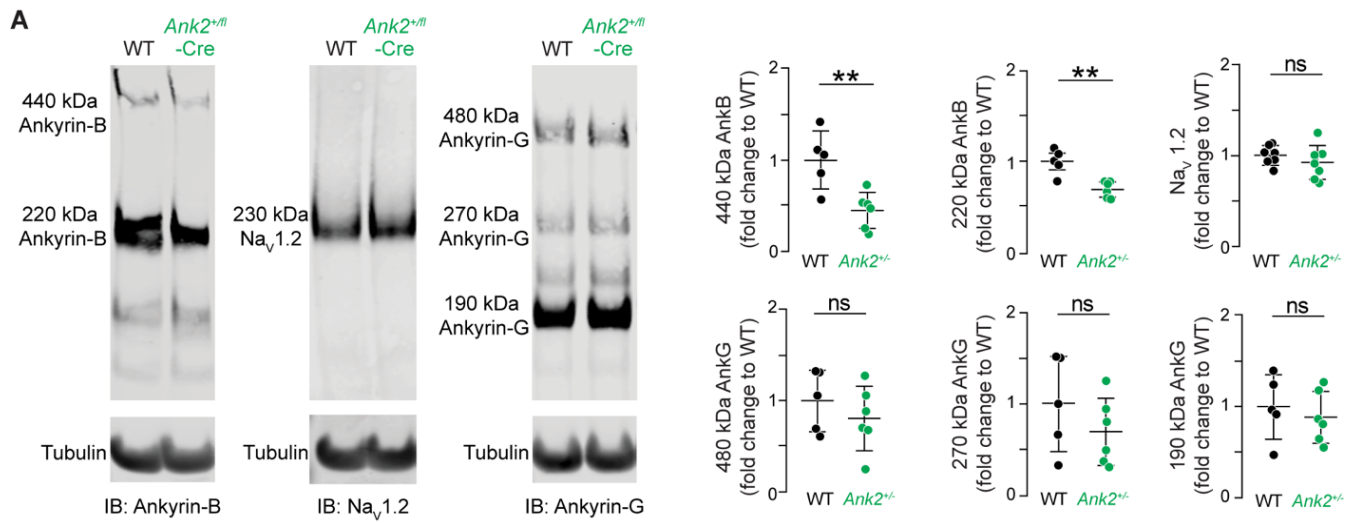 A
WT
Ank2+/fl
-Cre
WT
Ank2+/fl
-Cre
WT
Ank2+/fl
-Cre
440 kDa
Ankyrin-B
220 kDa
Ankyrin-B
Tubulin
IB: Ankyrin-B
230 kDa
NaV1.2
Tubulin
IB: NaV1.2
480 kDa
Ankyrin-G
270 kDa
Ankyrin-G
190 kDa
Ankyrin-G
Tubulin
IB: Ankyrin-G
440 kDa AnkB
(fold change to WT)
2
1
0
**
WT
Ank2+/-
220 kDa AnkB
(fold change to WT)
2
1
0
**
WT
Ank2+/-
NaV 1.2
(fold change to WT)
2
1
0
ns
WT
Ank2+/-
480 kDa AnkG
(fold change to WT)
2
1
0
ns
WT
Ank2+/-
270 kDa AnkG
(fold change to WT)
2
1
0
ns
WT
Ank2+/-
190 kDa AnkG
(fold change to WT)
2
1
0
ns
WT
Ank2+/-